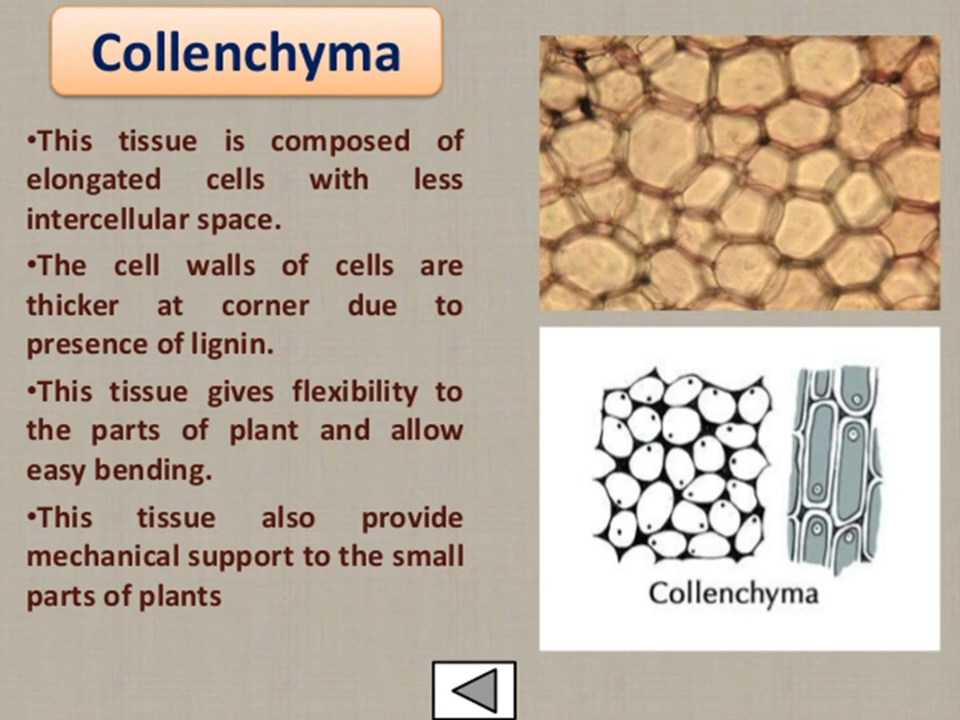 Collenchyma
•This tissue is composed of
elongated cells with less
intercellular space.
•The cell walls of cells are
thicker at corner due to
presence of lignin.
•This tissue gives flexibility to
the parts of plant and allow
easy bending.
•This tissue also provide
mechanical support to the small
parts of plants
Collenchyma